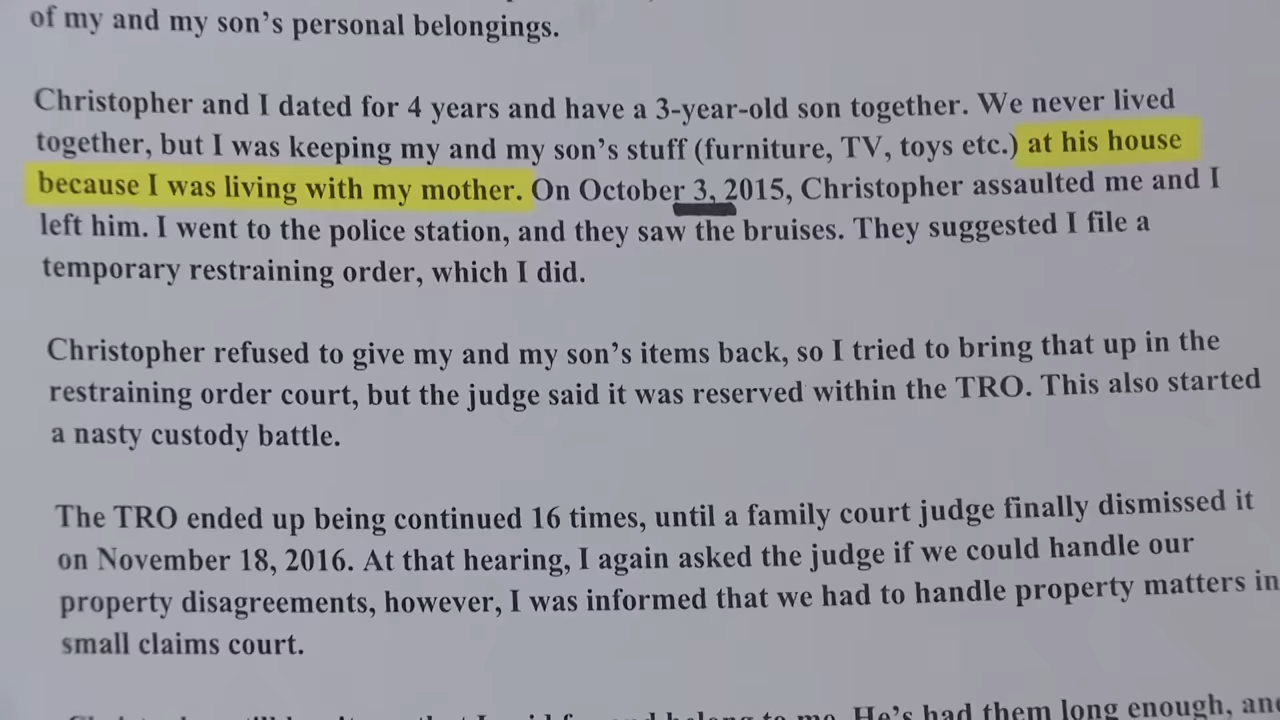 of my and my son's personal belongings.
Christopher and I dated for 4 years and have a 3-year-old son together. We never lived
together, but I was keeping my and my son's stuff (furniture, TV, toys etc.) at his house
because I was living with my mother. On October 3, 2015, Christopher assaulted me and I
left him. I went to the police station, and they saw the bruises. They suggested I file a
temporary restraining order, which I did.
Christopher refused to give my and my son's items back, so I tried to bring that up in the
restraining order court, but the judge said it was reserved within the TRO. This also started
a nasty custody battle.
The TRO ended up being continued 16 times, until a family court judge finally dismissed it
on November 18, 2016. At that hearing, I again asked the judge if we could handle our
property disagreements, however, I was informed that we had to handle property matters in
small claims court.
He's had them long enough, and